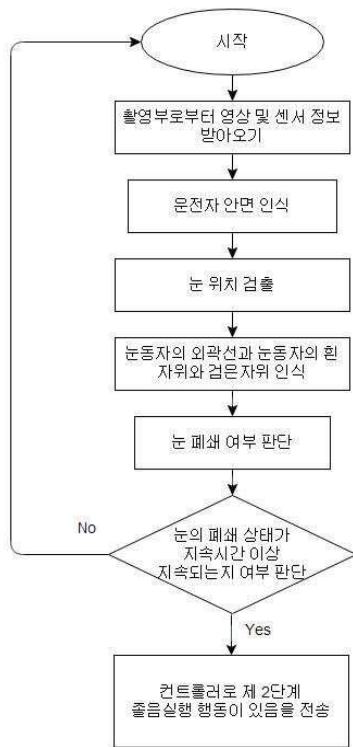 시작
촬영부로부터 영상 및 센서 정보
받아오기
운전자 안면 인식
눈 위치 검출
눈동자의 외곽선과 눈동자의 흰
자위와 검은자위 인식
눈 폐쇄 여부 판단
눈의 폐쇄 상태가
지속시간 이상
지속되는지 여부 판단
No
Yes
컨트롤러로 제 2단계
졸음실행 행동이 있음을 전송